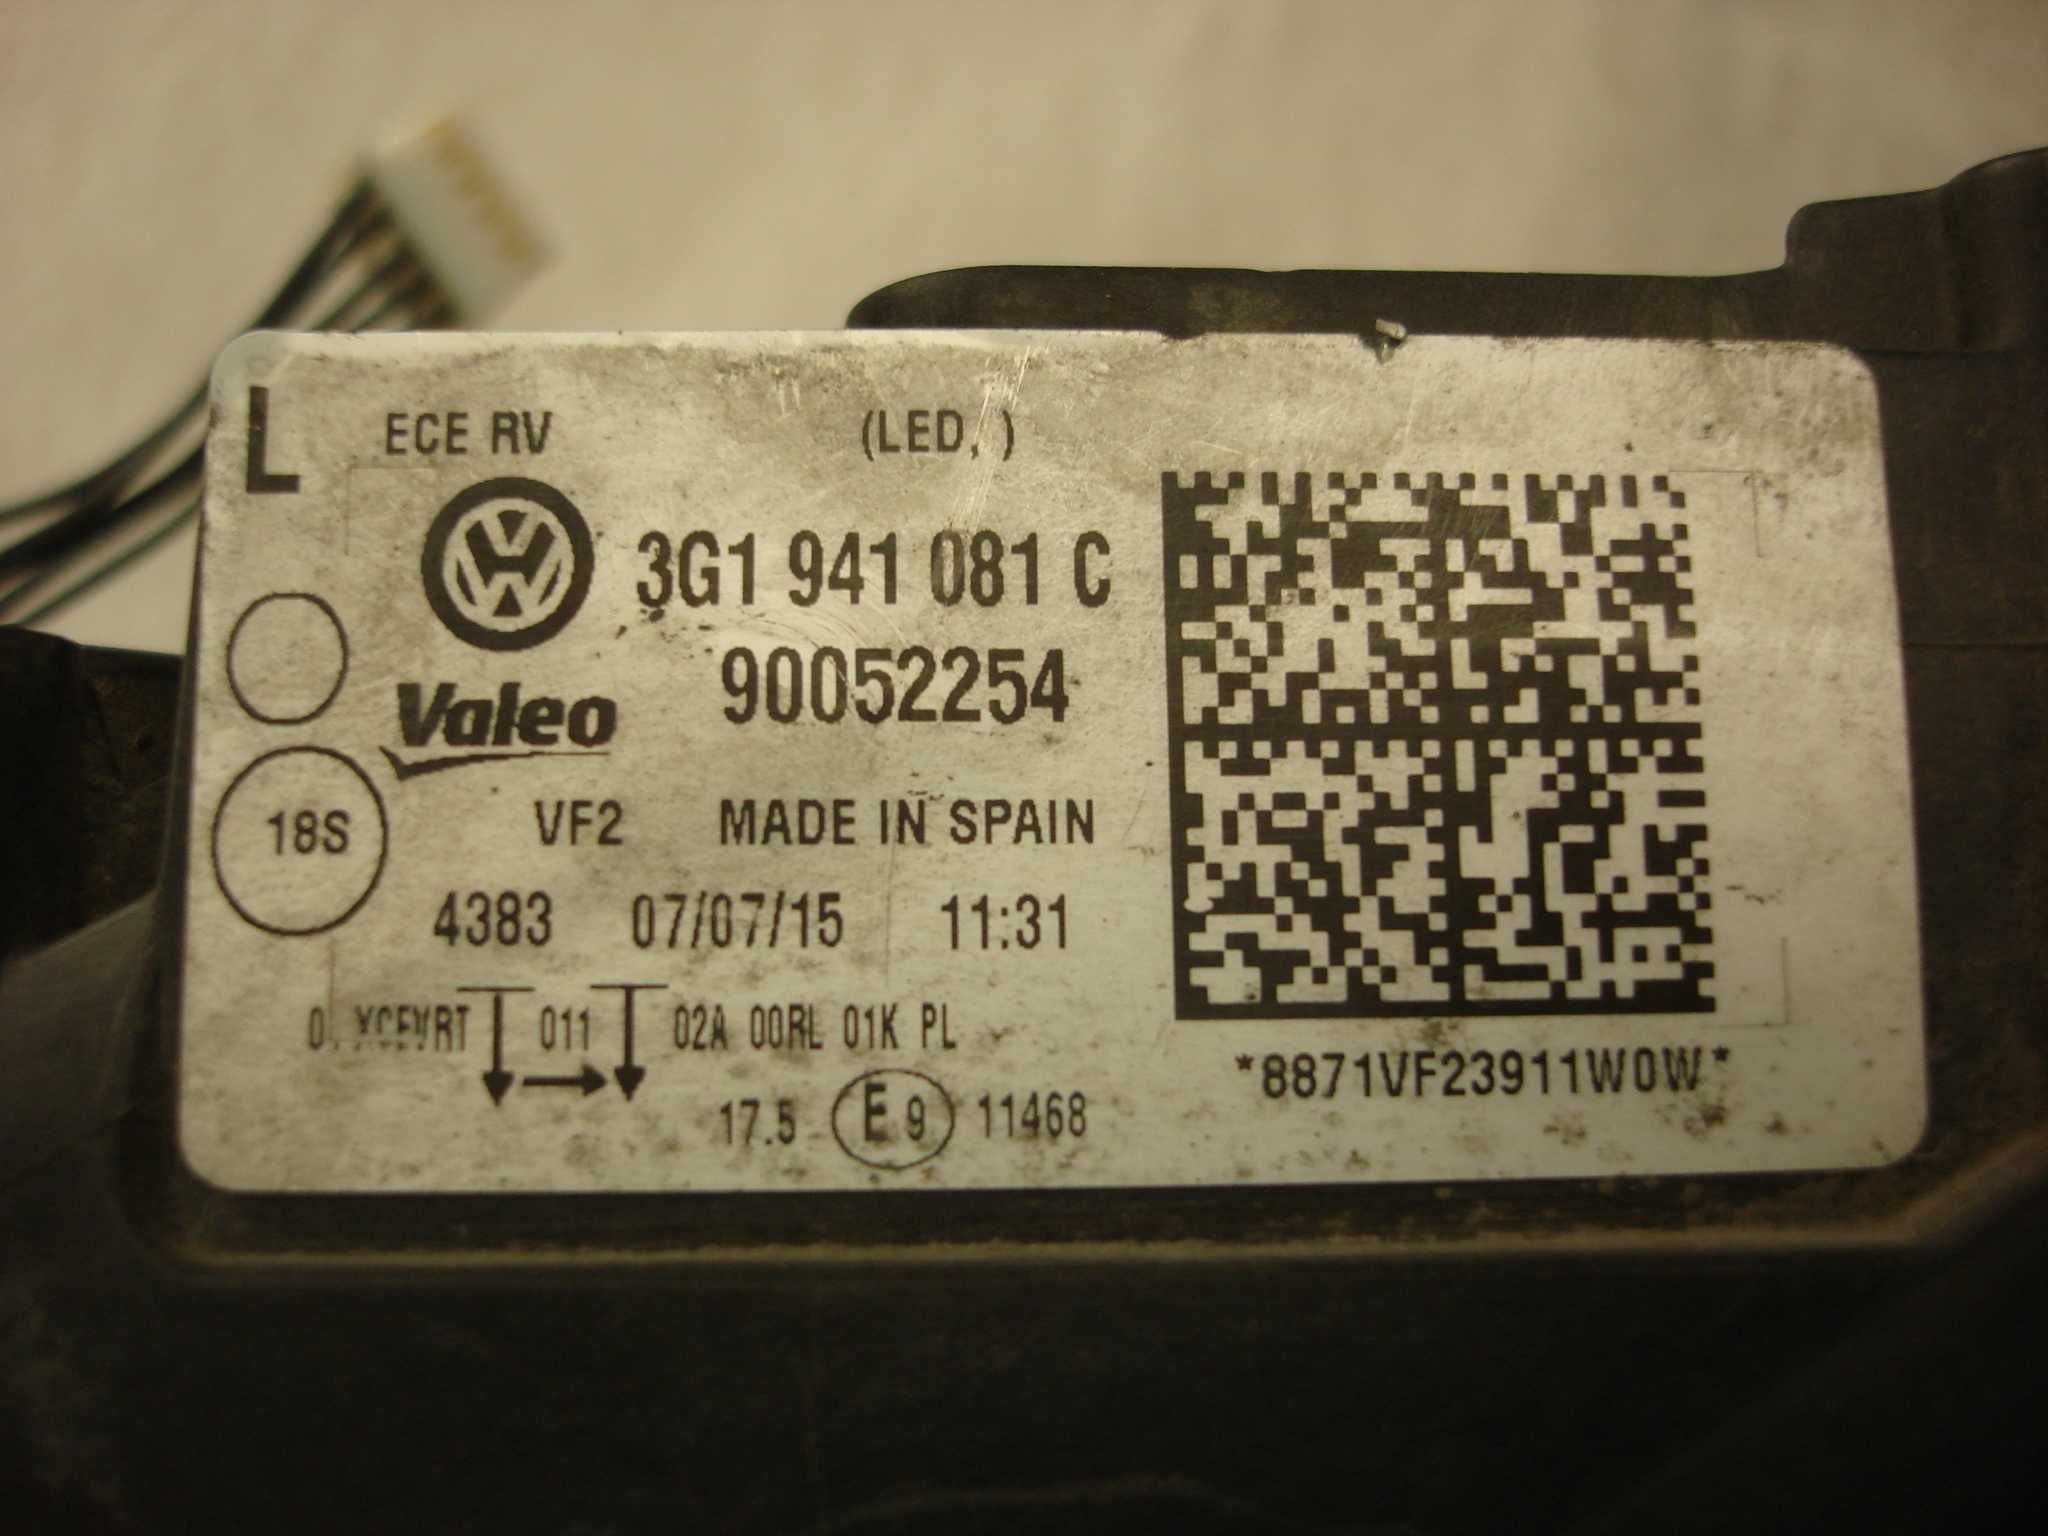 L ECE RV (LED, )
3G1 941 081 C
Valeo 90052254
18S VF2 MADE IN SPAIN
4383 07/07/15 11:31
011 02A 00RL 01K PL
*8871VF23911W0W*
17.5 E9 11468